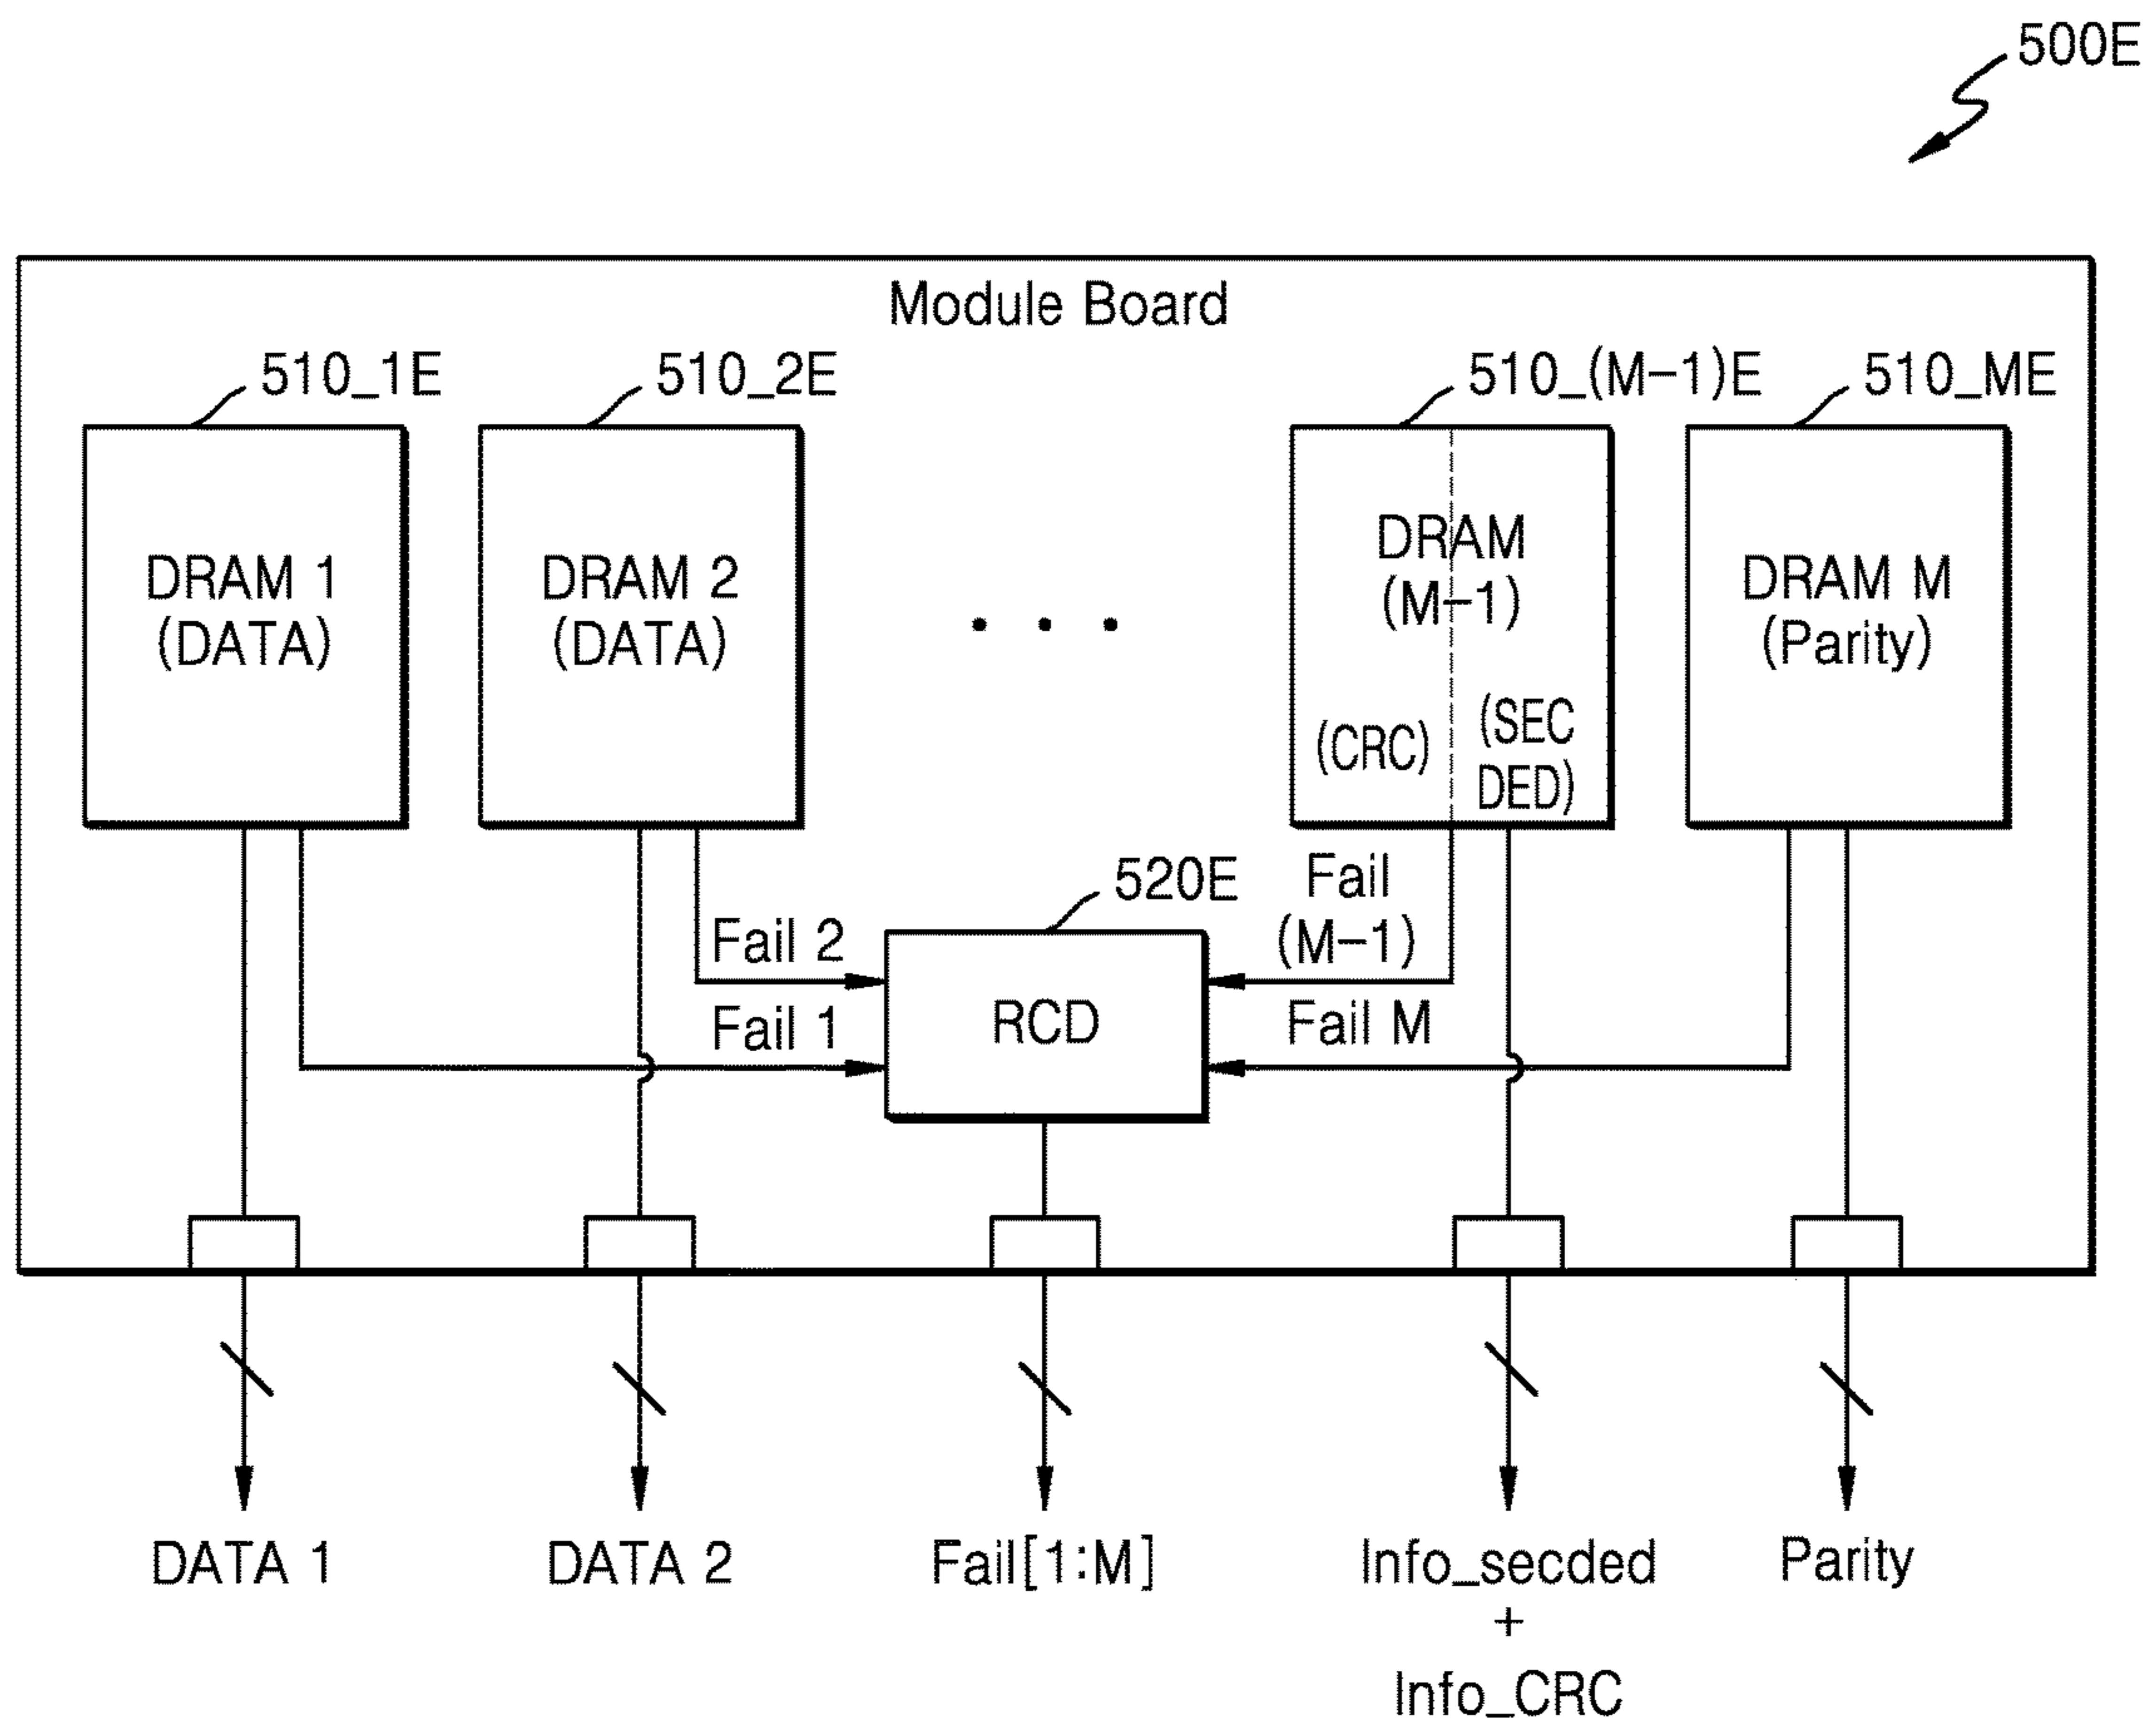 500E
Module Board
510_1E
510_2E
510_(M-1)E
510_ME
DRAM 1
(DATA)
DRAM 2
(DATA)
. . .
DRAM
(M-1)
(CRC)
(SEC
DED)
DRAM M
(Parity)
520E
Fail 2
Fail 1
RCD
Fail
(M-1)
Fail M
DATA 1
DATA 2
Fail[1:M]
Info_secded
+
Info_CRC
Parity